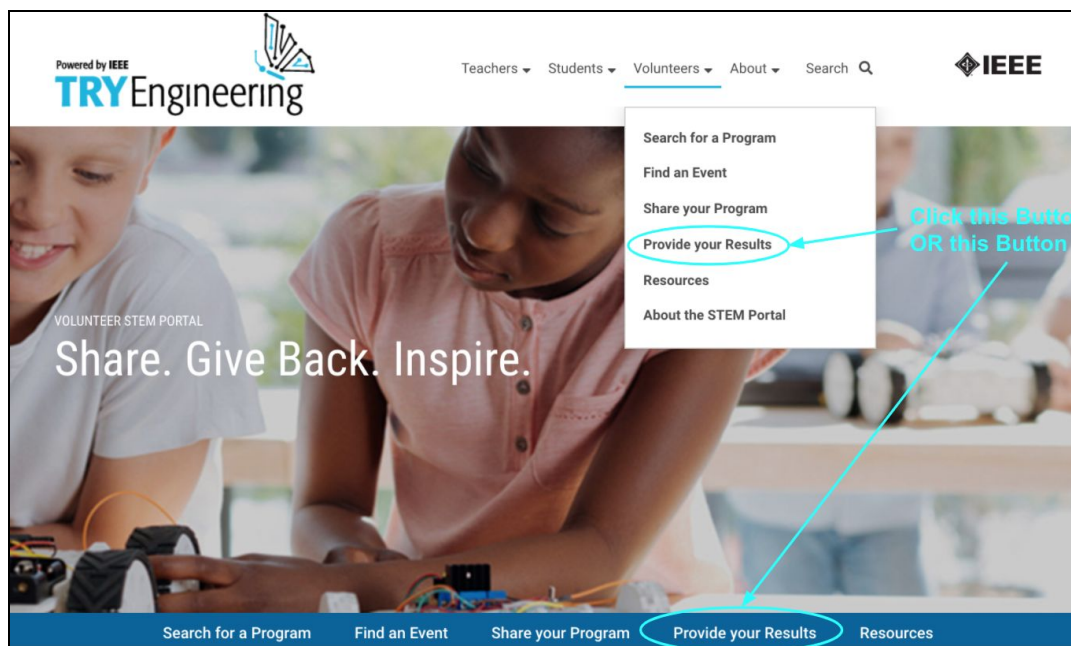 Powered by IEEE
TRY Engineering
Teachers Students Volunteers About Search
IEEE
Search for a Program
Find an Event
Share your Program
Provide your Results
Resources
About the STEM Portal
Click this Butto
OR this Button
VOLUNTEER STEM PORTAL
Share. Give Back. Inspire.
Search for a Program Find an Event Share your Program Provide your Results Resources